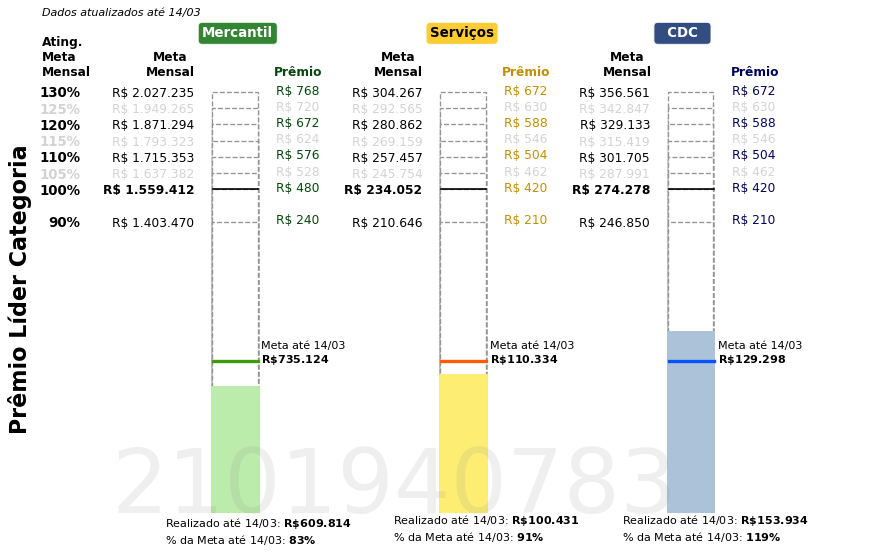 Dados atualizados até 14/03
Mercantil Serviços CDC
Ating. Meta Mensal
Meta Mensal Prêmio Meta Mensal Prêmio Meta Mensal Prêmio
130% R$ 2.027.235 R$ 768 R$ 304.267 R$ 672 R$ 356.561 R$ 672
125% R$ 1.949.265 R$ 720 R$ 292.565 R$ 630 R$ 342.847 R$ 630
120% R$ 1.871.294 R$ 672 R$ 280.862 R$ 588 R$ 329.133 R$ 588
115% R$ 1.793.323 R$ 624 R$ 269.159 R$ 546 R$ 315.419 R$ 546
110% R$ 1.715.353 R$ 576 R$ 257.457 R$ 504 R$ 301.705 R$ 504
105% R$ 1.637.382 R$ 528 R$ 245.754 R$ 462 R$ 287.991 R$ 462
100% R$ 1.559.412 R$ 480 R$ 234.052 R$ 420 R$ 274.278 R$ 420
90% R$ 1.403.470 R$ 240 R$ 210.646 R$ 210 R$ 246.850 R$ 210
Prêmio Líder Categoria
Meta até 14/03 Meta até 14/03 Meta até 14/03
R$735.124 R$110.334 R$129.298
2101940783
Realizado até 14/03: R$609.814 Realizado até 14/03: R$100.431 Realizado até 14/03: R$153.934
% da Meta até 14/03: 83% % da Meta até 14/03: 91% % da Meta até 14/03: 119%